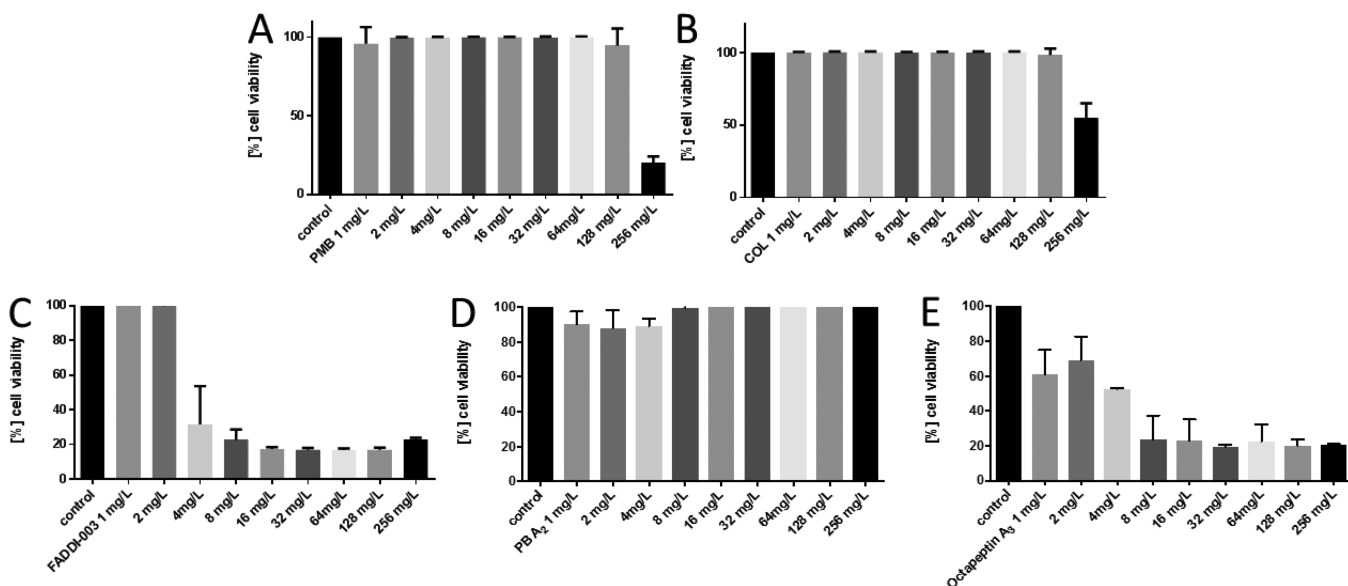 A
[%] cell viability
100
50
0
control
PMB 1 mg/L
2 mg/L
4mg/L
8 mg/L
16 mg/L
32 mg/L
64mg/L
128 mg/L
256 mg/L
B
[%] cell viability
100
50
0
control
COL 1 mg/L
2 mg/L
4mg/L
8 mg/L
16 mg/L
32 mg/L
64mg/L
128 mg/L
256 mg/L
C
[%] cell viability
100
80
60
40
20
0
control
FADDI-003 1 mg/L
2 mg/L
4mg/L
8 mg/L
16 mg/L
32 mg/L
64mg/L
128 mg/L
256 mg/L
D
[%] cell viability
100
80
60
40
20
0
control
PB A₂ 1 mg/L
2 mg/L
4mg/L
8 mg/L
16 mg/L
32 mg/L
64mg/L
128 mg/L
256 mg/L
E
[%] cell viability
100
80
60
40
20
0
control
Octapeptin A₃ 1 mg/L
2 mg/L
4mg/L
8 mg/L
16 mg/L
32 mg/L
64mg/L
128 mg/L
256 mg/L